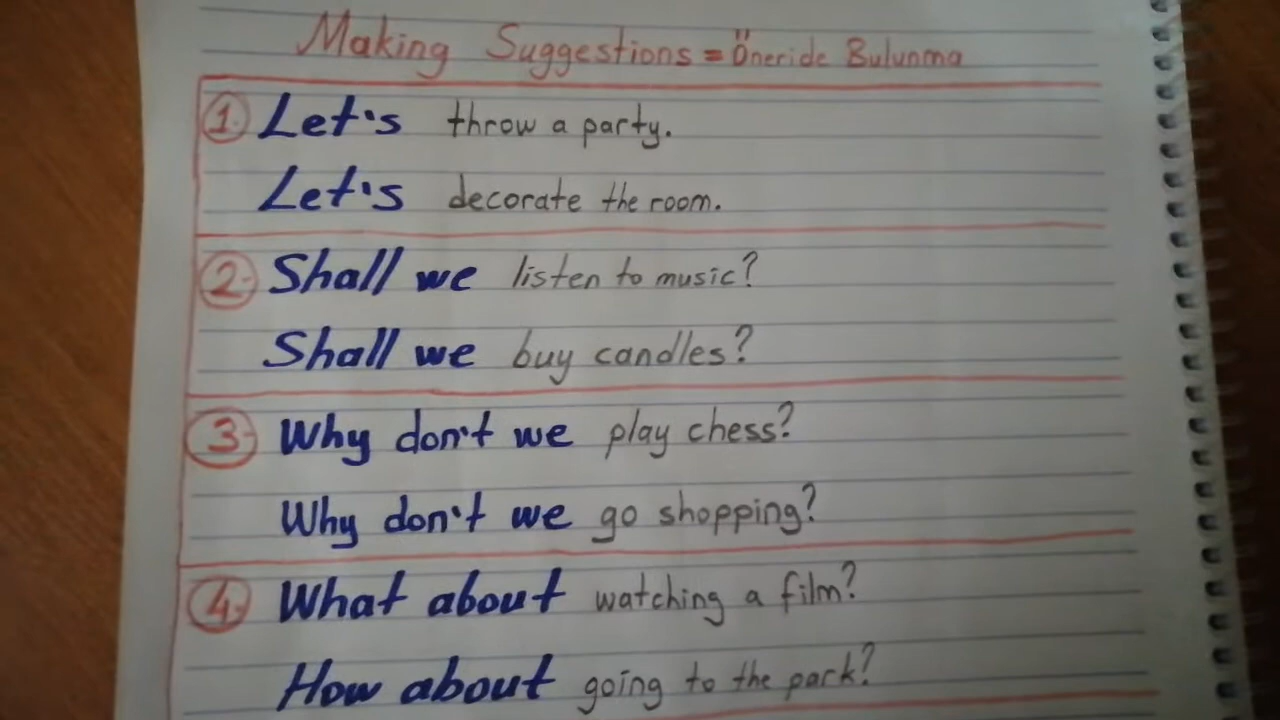 Making Suggestions = Öneride Bulunma
1. Let's throw a party.
Let's decorate the room.
2- Shall we listen to music?
Shall we buy candles?
3- Why don't we play chess?
Why don't we go shopping?
4- What about watching a film?
How about going to the park?